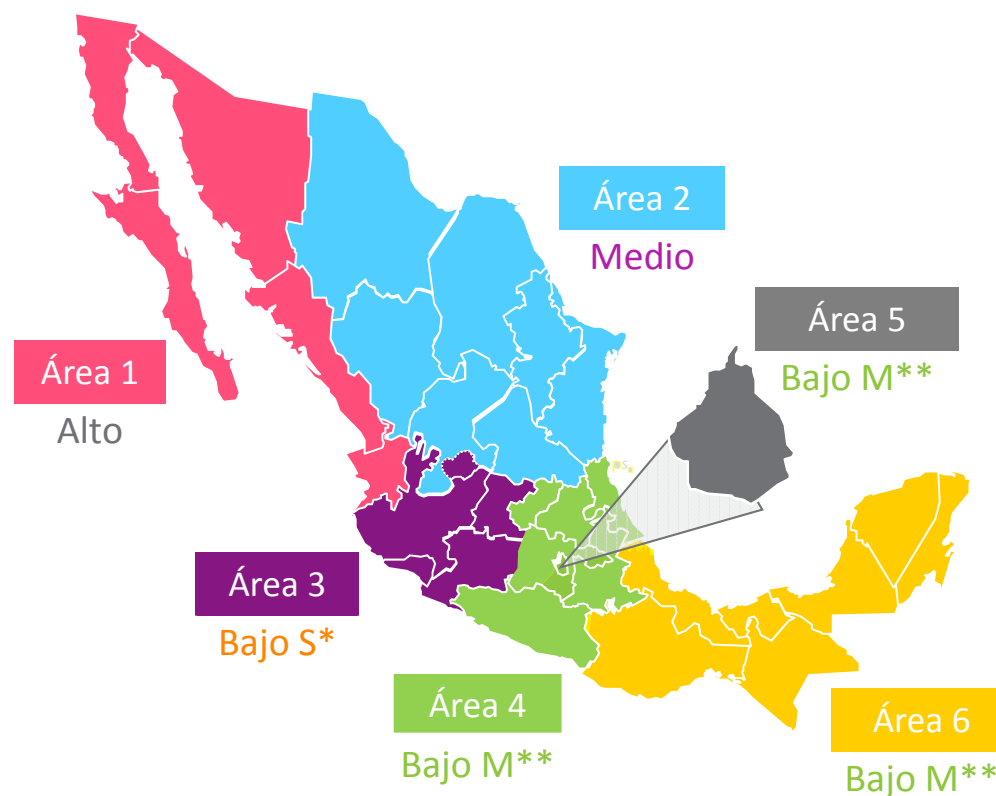 Área 2
Medio
Área 5
Bajo M**
Área 1
Alto
Área 3
Bajo S*
Área 4
Bajo M**
Área 6
Bajo M**